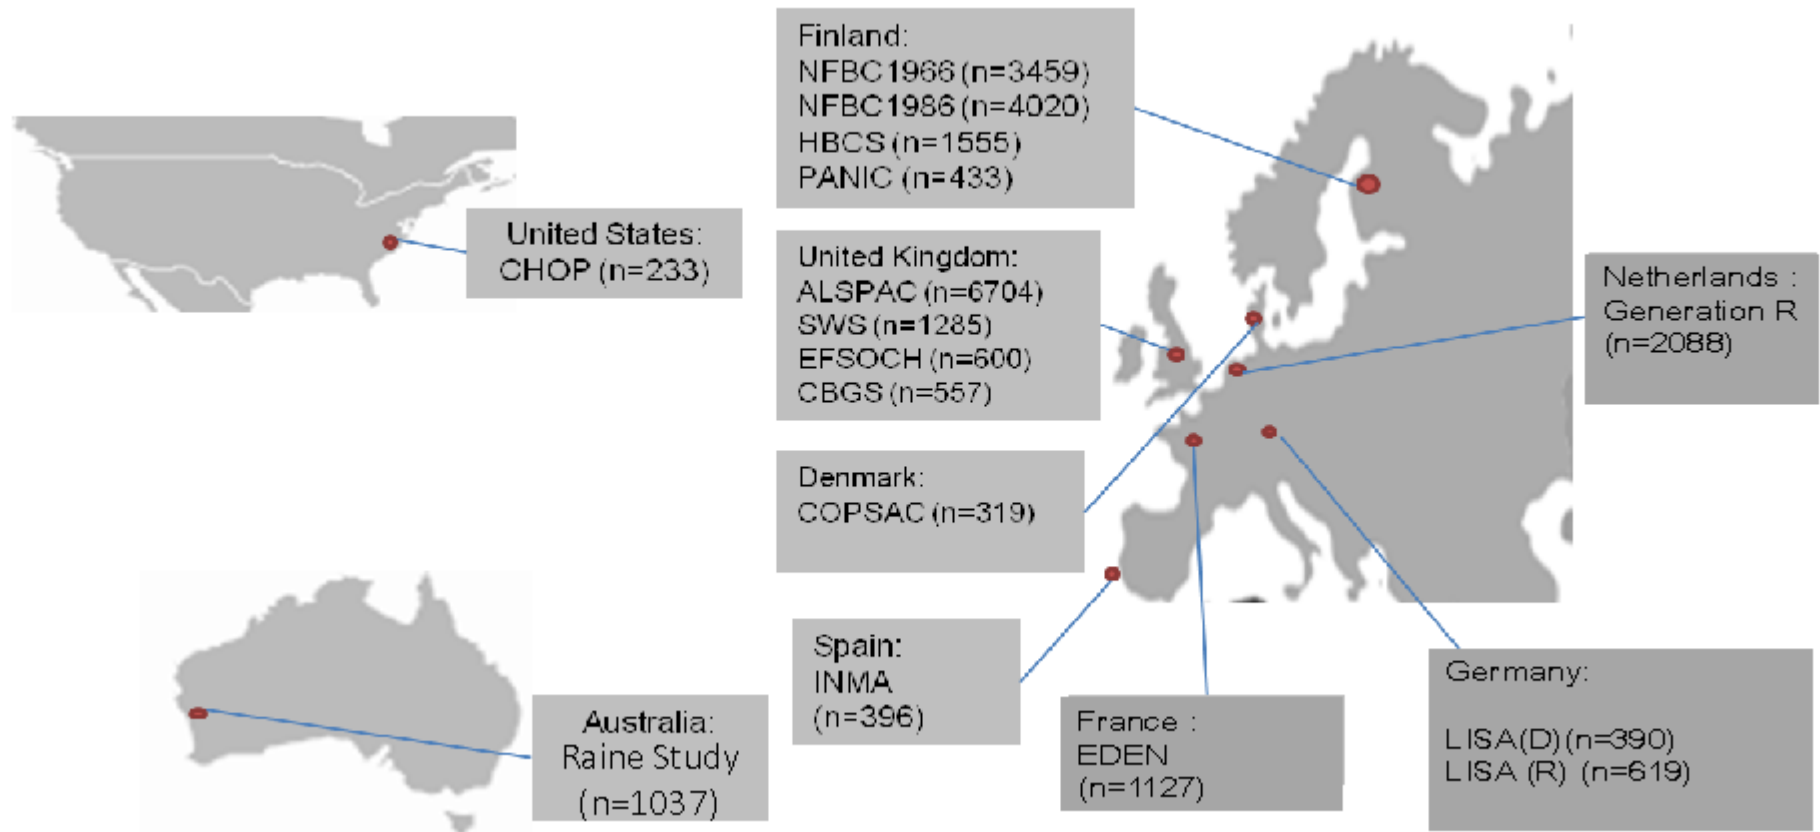 Finland:
NFBC1966 (n=3459)
NFBC1986 (n=4020)
HBCS (n=1555)
PANIC (n=433)
United States:
CHOP (n=233)
United Kingdom:
ALSPAC (n=6704)
SWS (n=1285)
EFSOCH (n=600)
CBGS (n=557)
Netherlands :
Generation R
(n=2088)
Denmark:
COPSAC (n=319)
Spain:
INMA
(n=396)
France :
EDEN
(n=1127)
Germany:
LISA(D) (n=390)
LISA (R) (n=619)
Australia:
Raine Study
(n=1037)